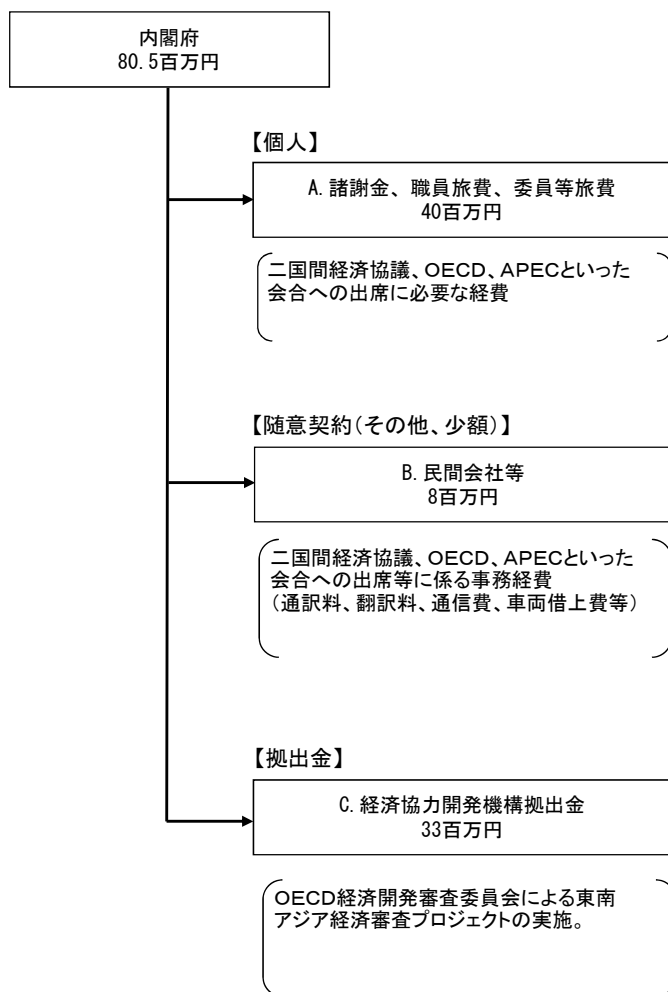 内閣府
80.5百万円
【個人】
A.諸謝金、職員旅費、委員等旅費
40百万円
二国間経済協議、OECD、APECといった
会合への出席に必要な経費
【随意契約(その他、少額)】
B.民間会社等
8百万円
二国間経済協議、OECD、APECといった
会合への出席等に係る事務経費
(通訳料、翻訳料、通信費、車両借上費等)
【拠出金】
C.経済協力開発機構拠出金
33百万円
OECD経済開発審査委員会による東南
アジア経済審査プロジェクトの実施。